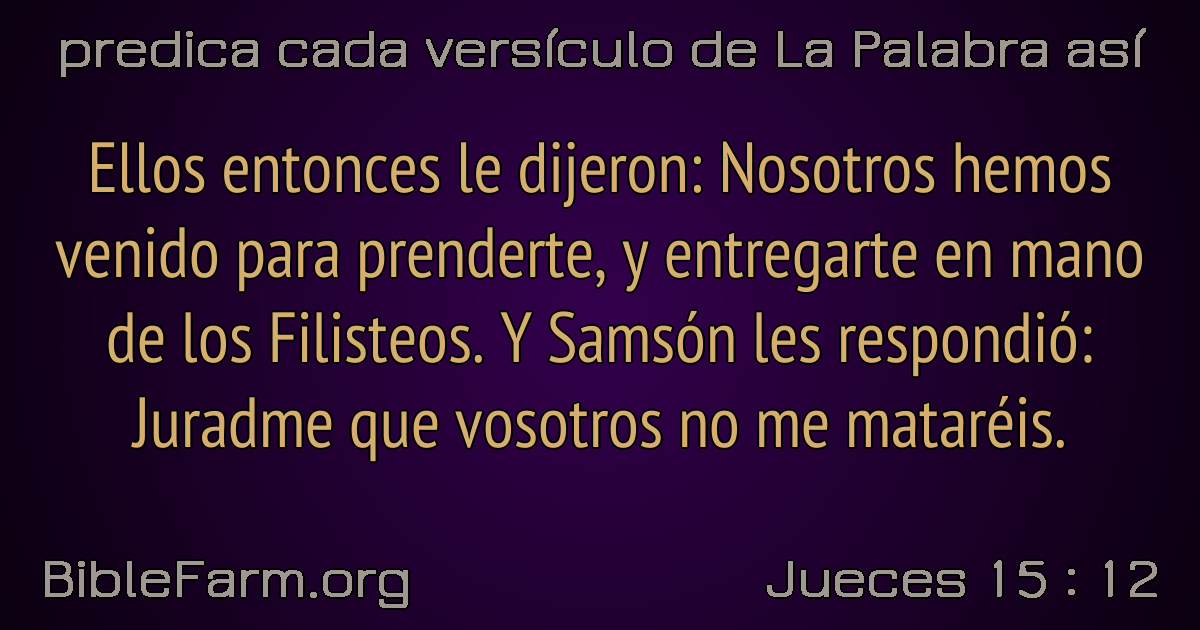 predica cada versículo de La Palabra así
Ellos entonces le dijeron: Nosotros hemos
venido para prenderte, y entregarte en mano
de los Filisteos. Y Samsón les respondió:
Juradme que vosotros no me mataréis.
BibleFarm.org
Jueces 15 : 12